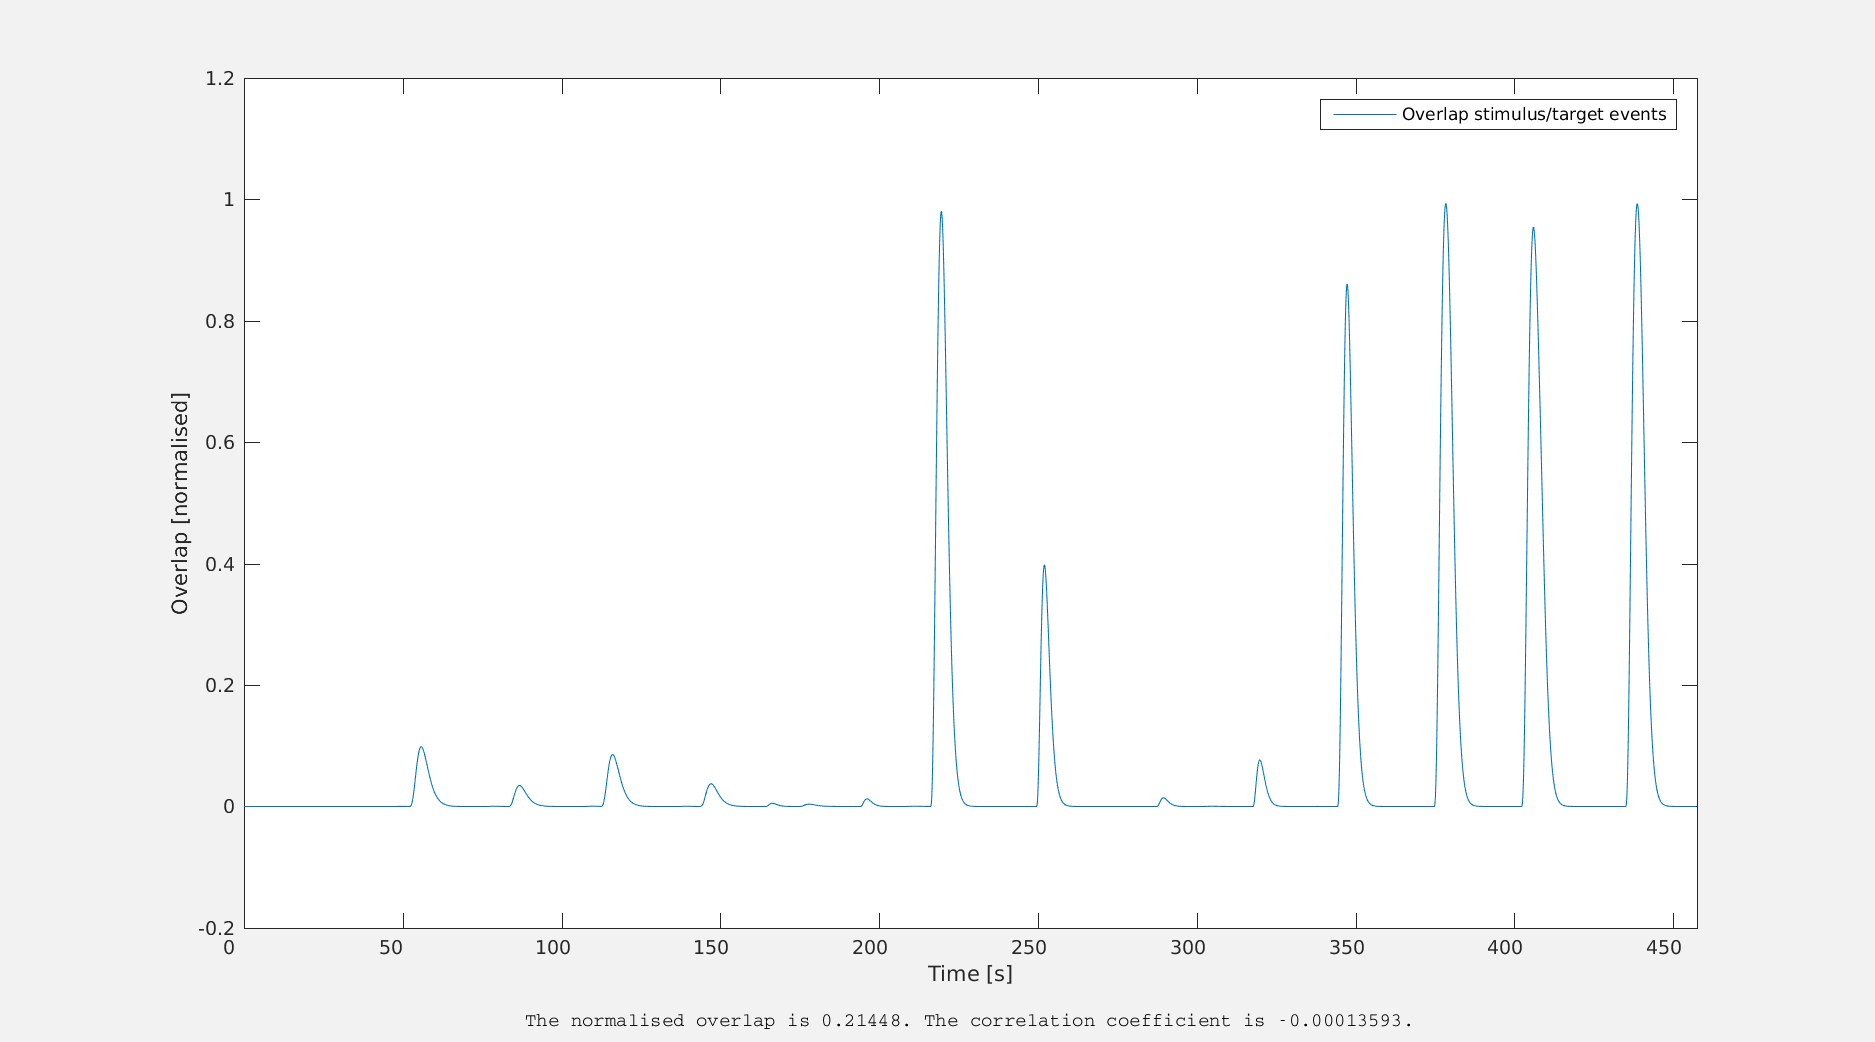 1.2
Overlap stimulus/target events
1
0.8
0.6
0.4
0.2
0
-0.2
Overlap [normalised]
0 50 100 150 200 250 300 350 400 450
Time [s]
The normalised overlap is 0.21448. The correlation coefficient is -0.00013593.